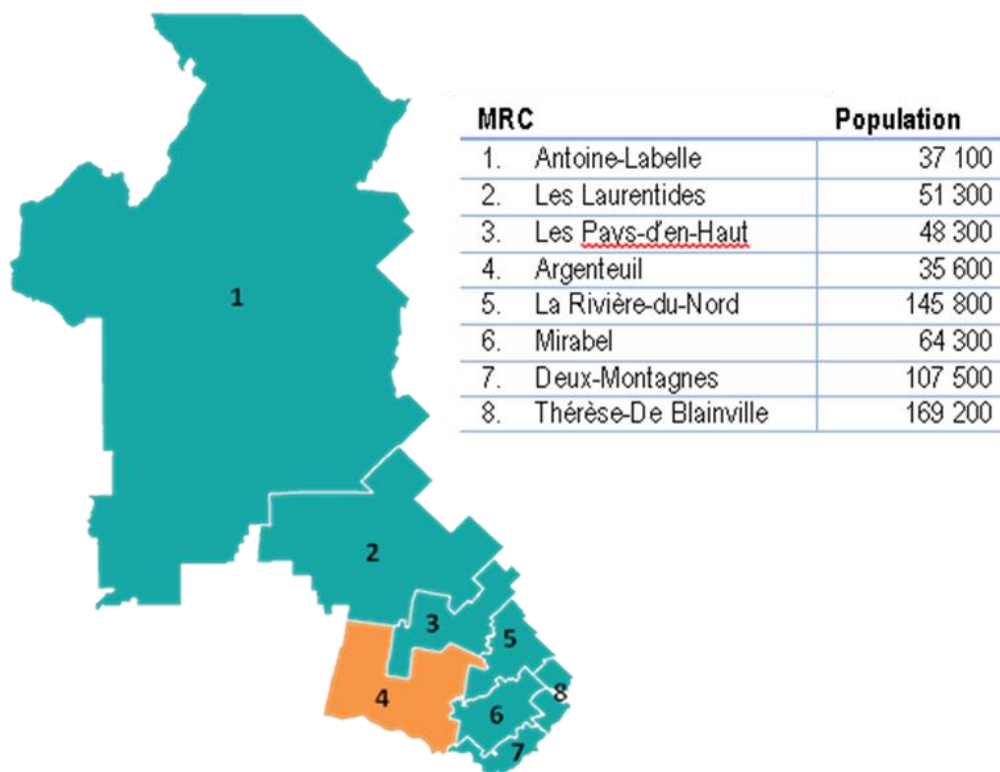 MRC Population
1. Antoine-Labelle 37 100
2. Les Laurentides 51 300
3. Les Pays-d'en-Haut 48 300
4. Argenteuil 35 600
5. La Rivière-du-Nord 145 800
6. Mirabel 64 300
7. Deux-Montagnes 107 500
8. Thérèse-De Blainville 169 200
1
2
3
5
4
8
6
7